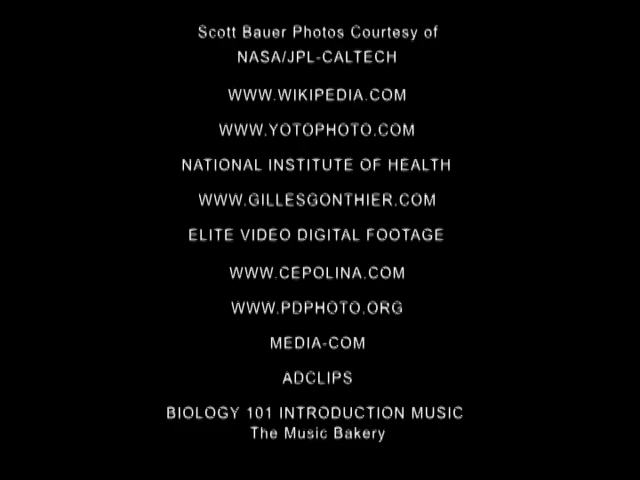 Scott Bauer Photos Courtesy of
NASA/JPL-CALTECH
WWW.WIKIPEDIA.COM
WWW.YOTOPHOTO.COM
NATIONAL INSTITUTE OF HEALTH
WWW.GILLESGONTHIER.COM
ELITE VIDEO DIGITAL FOOTAGE
WWW.CEPOLINA.COM
WWW.PDPHOTO.ORG
MEDIA-COM
ADCLIPS
BIOLOGY 101 INTRODUCTION MUSIC
The Music Bakery